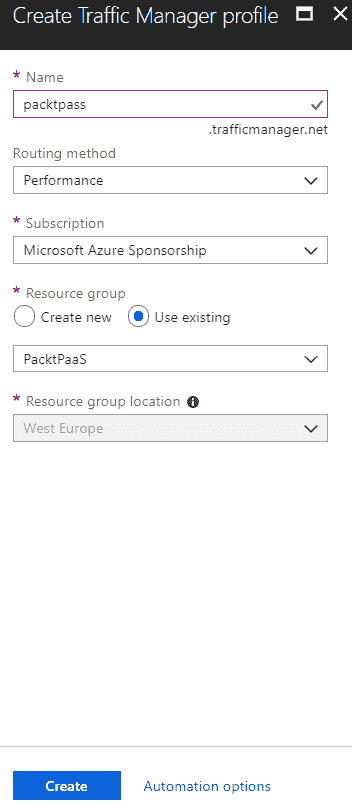 Create Traffic Manager profile
* Name
packtpass
.trafficmanager.net
Routing method
Performance
* Subscription
Microsoft Azure Sponsorship
* Resource group
Create new Use existing
PacktPaaS
* Resource group location
West Europe
Create Automation options